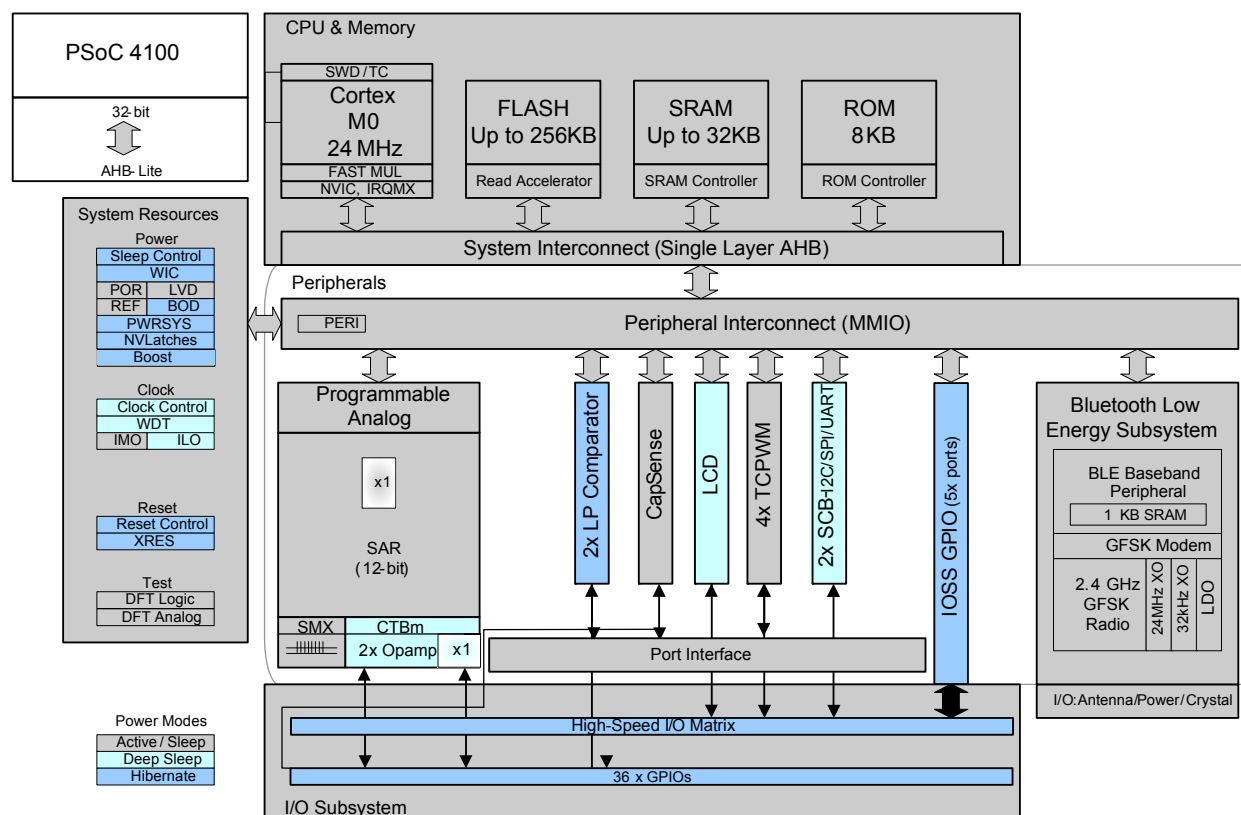 PSoC 4100
32-bit
AHB-Lite
CPU & Memory
SWD/TC
Cortex
M0
24 MHz
FAST MUL
NVIC, IRQMX
FLASH
Up to 256KB
Read Accelerator
SRAM
Up to 32KB
SRAM Controller
ROM
8KB
ROM Controller
System Interconnect (Single Layer AHB)
System Resources
Power
Sleep Control
WIC
POR
LVD
REF
BOD
PWRSYS
NVLatches
Boost
Clock
Clock Control
WDT
IMO
ILO
Reset
Reset Control
XRES
Test
DFT Logic
DFT Analog
Peripherals
PERI
Peripheral Interconnect (MMIO)
Programmable
Analog
x1
SAR
(12-bit)
SMX
CTBm
2x Opamp
x1
2x LP Comparator
CapSense
LCD
4x TCPWM
2x SCB-I2C/SPI/UART
IOSS GPIO (5x ports)
Port Interface
Bluetooth Low
Energy Subsystem
BLE Baseband
Peripheral
1 KB SRAM
GFSK Modem
2.4 GHz
GFSK
Radio
24MHz XO
32kHz XO
LDO
I/O:Antenna/Power/Crystal
High-Speed I/O Matrix
36 x GPIOs
I/O Subsystem
Power Modes
Active/Sleep
Deep Sleep
Hibernate